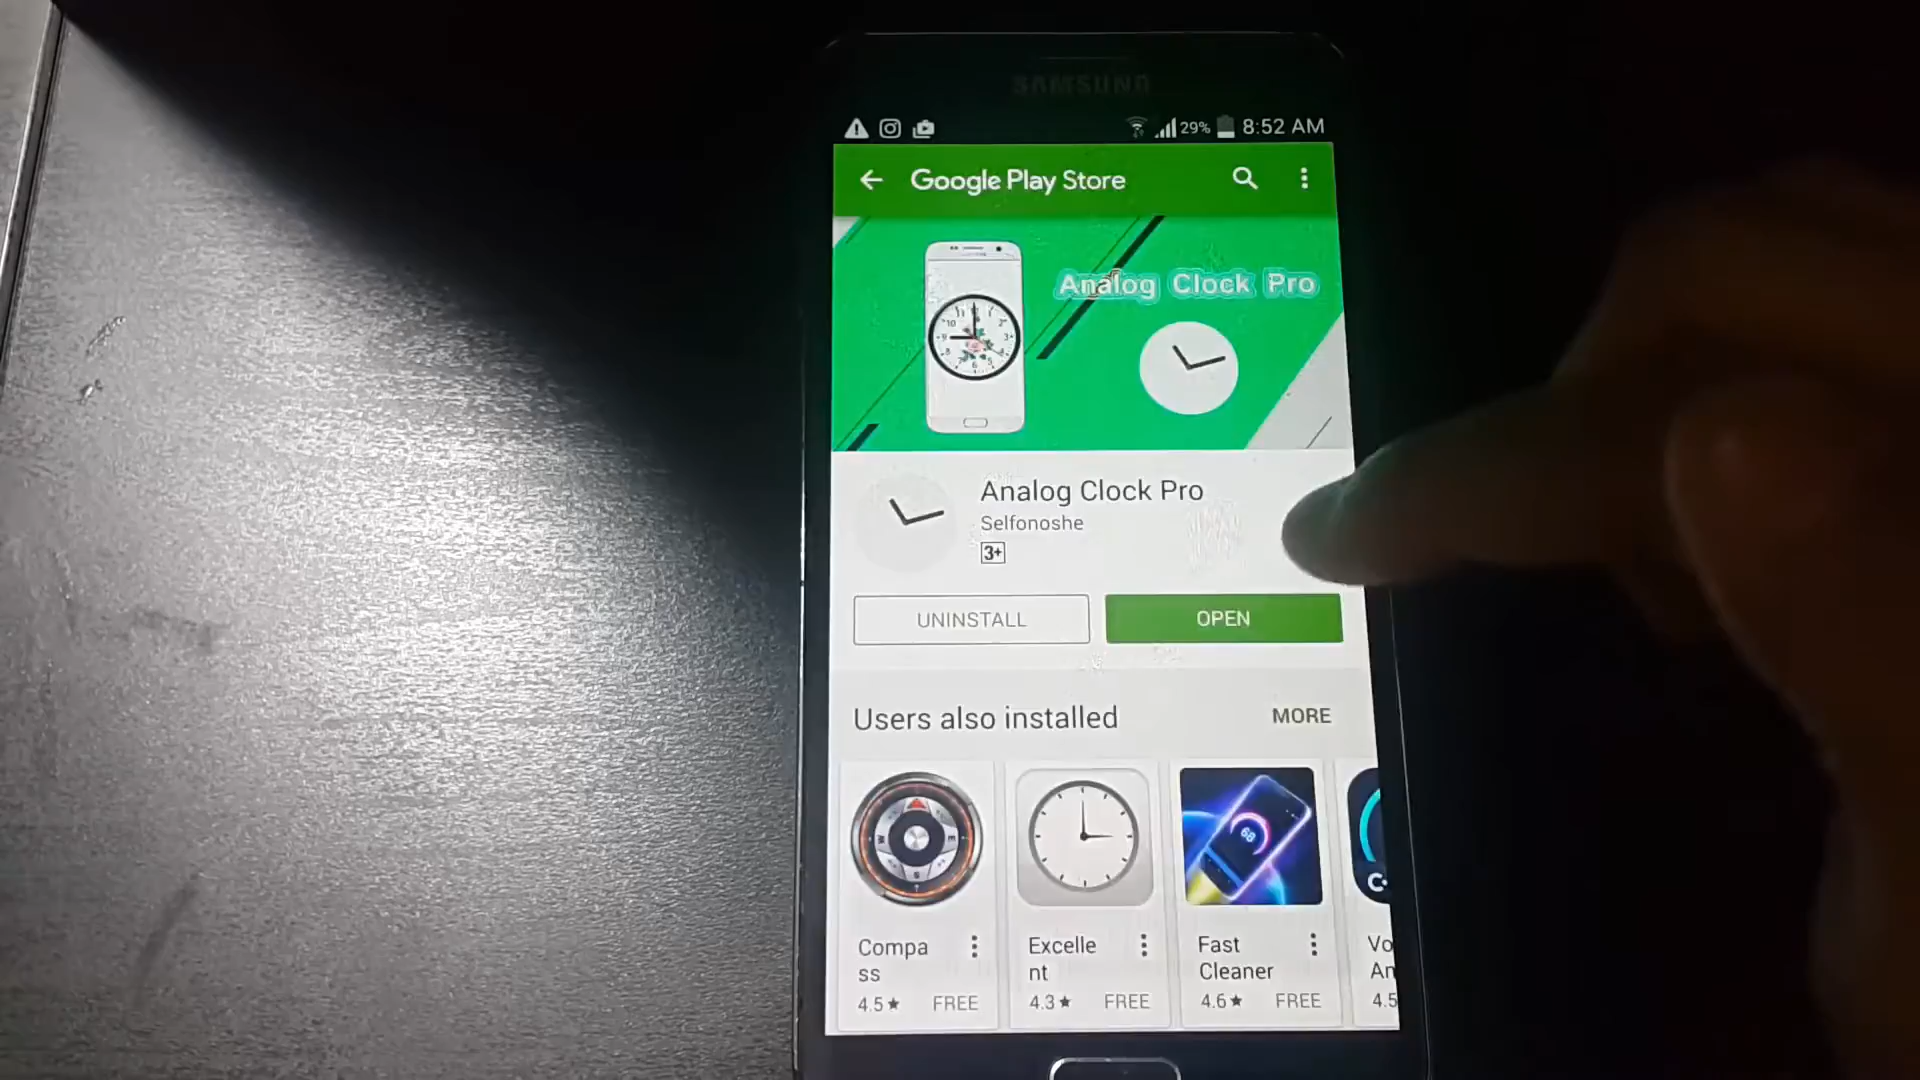 SAMSUNG
29% 8:52 AM
Google Play Store
Analog Clock Pro
Analog Clock Pro
Selfonoshe
3+
UNINSTALL
OPEN
Users also installed
MORE
Compa
ss
4.5★ FREE
Excelle
nt
4.3★ FREE
Fast
Cleaner
4.6★ FREE
Vo
An
4.5
68